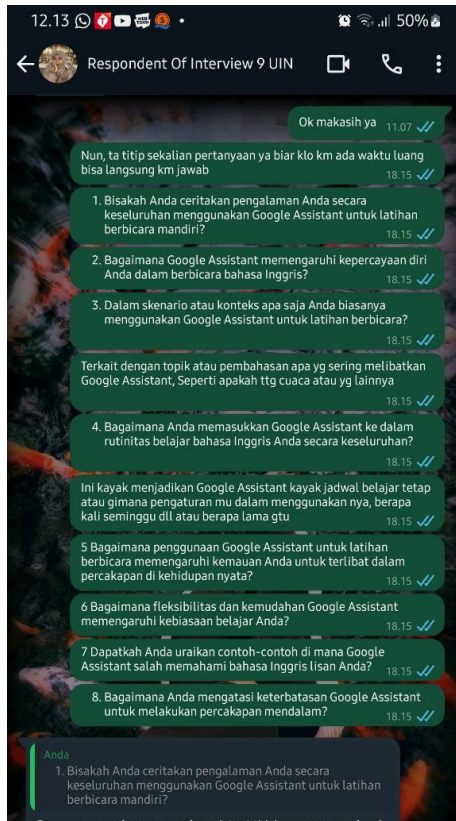 12.13
50%
Respondent Of Interview 9 UIN
Ok makasih ya 11.07
Nun, ta titip sekalian pertanyaan ya biar klo km ada waktu luang
bisa langsung km jawab 18.15
1. Bisakah Anda ceritakan pengalaman Anda secara
keseluruhan menggunakan Google Assistant untuk latihan
berbicara mandiri? 18.15
2. Bagaimana Google Assistant memengaruhi kepercayaan diri
Anda dalam berbicara bahasa Inggris? 18.15
3. Dalam skenario atau konteks apa saja Anda biasanya
menggunakan Google Assistant untuk latihan berbicara?
18.15
Terkait dengan topik atau pembahasan apa yg sering melibatkan
Google Assistant, Seperti apakah ttg cuaca atau yg lainnya
18.15
4. Bagaimana Anda memasukkan Google Assistant ke dalam
rutinitas belajar bahasa Inggris Anda secara keseluruhan?
18.15
Ini kayak menjadikan Google Assistant kayak jadwal belajar tetap
atau gimana pengaturan mu dalam menggunakan nya, berapa
kali seminggu dll atau berapa lama gtu 18.15
5 Bagaimana penggunaan Google Assistant untuk latihan
berbicara memengaruhi kemauan Anda untuk terlibat dalam
percakapan di kehidupan nyata? 18.15
6 Bagaimana fleksibilitas dan kemudahan Google Assistant
memengaruhi kebiasaan belajar Anda? 18.15
7 Dapatkah Anda uraikan contoh-contoh di mana Google
Assistant salah memahami bahasa Inggris lisan Anda? 18.15
8. Bagaimana Anda mengatasi keterbatasan Google Assistant
untuk melakukan percakapan mendalam? 18.15
Anda
1. Bisakah Anda ceritakan pengalaman Anda secara
keseluruhan menggunakan Google Assistant untuk latihan
berbicara mandiri?